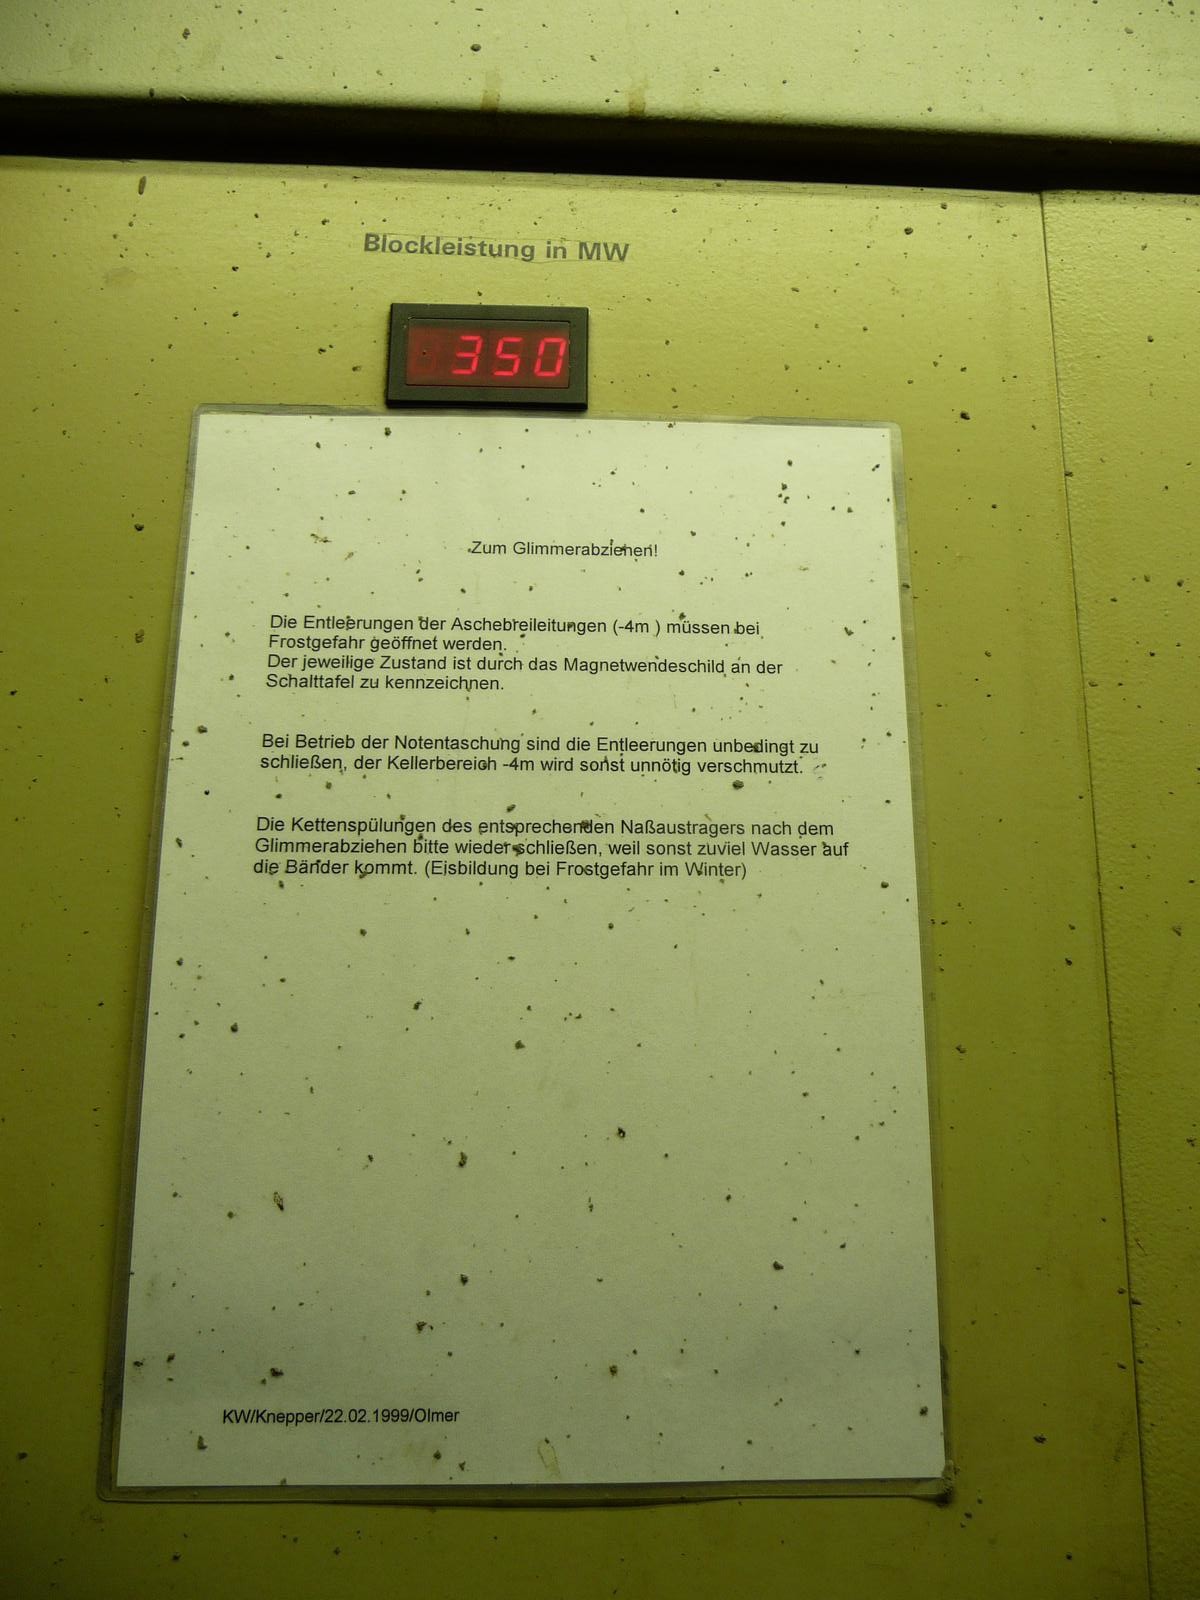 Blockleistung in MW
350
Zum Glimmerabziehen!
Die Entleerungen der Aschebreileitungen (-4m ) müssen bei
Frostgefahr geöffnet werden.
Der jeweilige Zustand ist durch das Magnetwendeschild an der
Schalttafel zu kennzeichnen.
Bei Betrieb der Notentaschung sind die Entleerungen unbedingt zu
schließen, der Kellerbereich -4m wird sonst unnötig verschmutzt.
Die Kettenspülungen des entsprechenden Naßaustragers nach dem
Glimmerabziehen bitte wieder schließen, weil sonst zuviel Wasser auf
die Bänder kommt. (Eisbildung bei Frostgefahr im Winter)
KW/Knepper/22.02.1999/Olmer